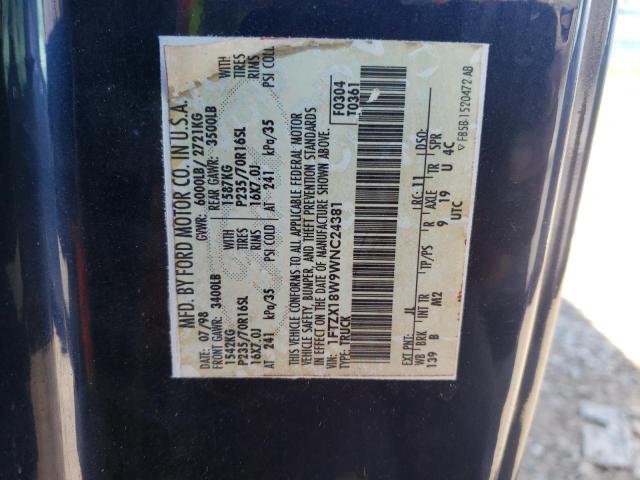 MFD. BY FORD MOTOR CO. IN U.S.A.
DATE: 07/98 GVWR: 6000LB/ 2721KG
FRONT GAWR: 3400LB REAR GAWR: 3500LB
1542KG WITH 1587KG WITH
P235/70R16SL TIRES P235/70R16SL TIRES
16X7.0J RIMS 16X7.0J RIMS
AT 241 kPa/35 PSI COLD AT 241 kPa/35 PSI COLD
THIS VEHICLE CONFORMS TO ALL APPLICABLE FEDERAL MOTOR
VEHICLE SAFETY, BUMPER, AND THEFT PREVENTION STANDARDS
IN EFFECT ON THE DATE OF MANUFACTURE SHOWN ABOVE.
VIN: 1FTZX18W9WNC24381 F0304
TYPE: TRUCK T0361
EXT PNT: JL RC: 11 DSO:
WB BRK INT TR TP/PS R AXLE TR SPR
139 B M2 9 19 U 4C
UTC
F85B-1520472-AB